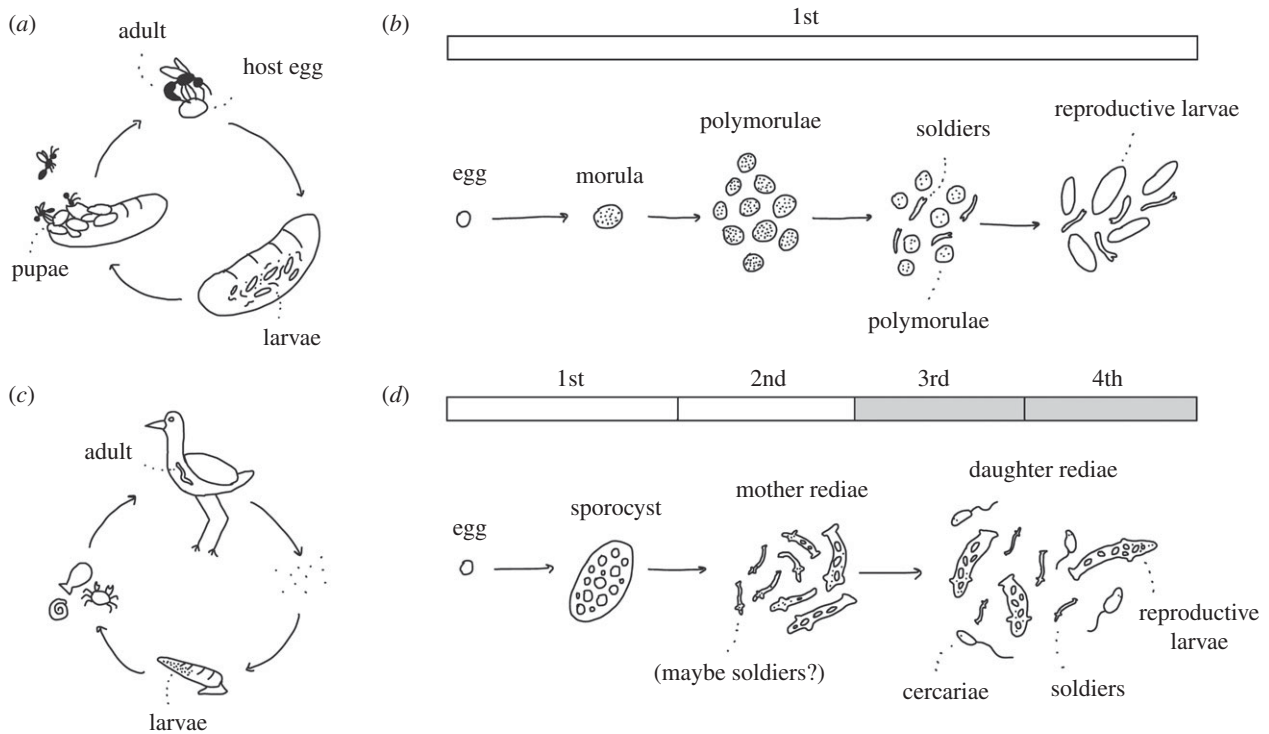 (a)
adult
host egg
pupae
larvae
(b)
1st
egg
morula
polymorulae
soldiers
reproductive larvae
polymorulae
(c)
adult
larvae
(d)
1st 2nd 3rd 4th
egg
sporocyst
mother rediae
daughter rediae
(maybe soldiers?)
cercariae
soldiers
reproductive
larvae